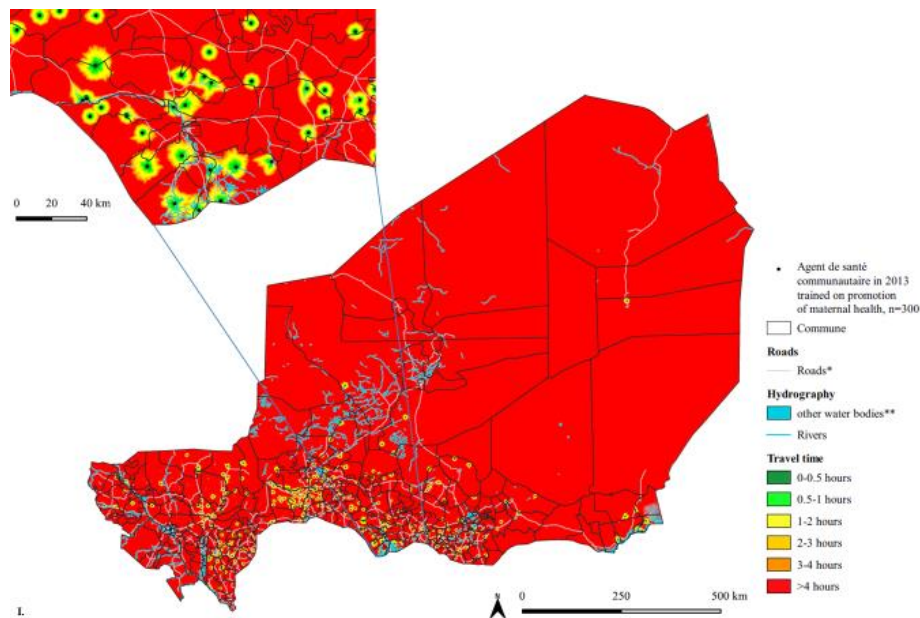 0 20 40 km
Agent de santé
communautaire in 2013
trained on promotion
of maternal health, n=300
Commune
Roads
Roads*
Hydrography
other water bodies**
Rivers
Travel time
0-0.5 hours
0.5-1 hours
1-2 hours
2-3 hours
3-4 hours
>4 hours
I.
N
0 250 500 km